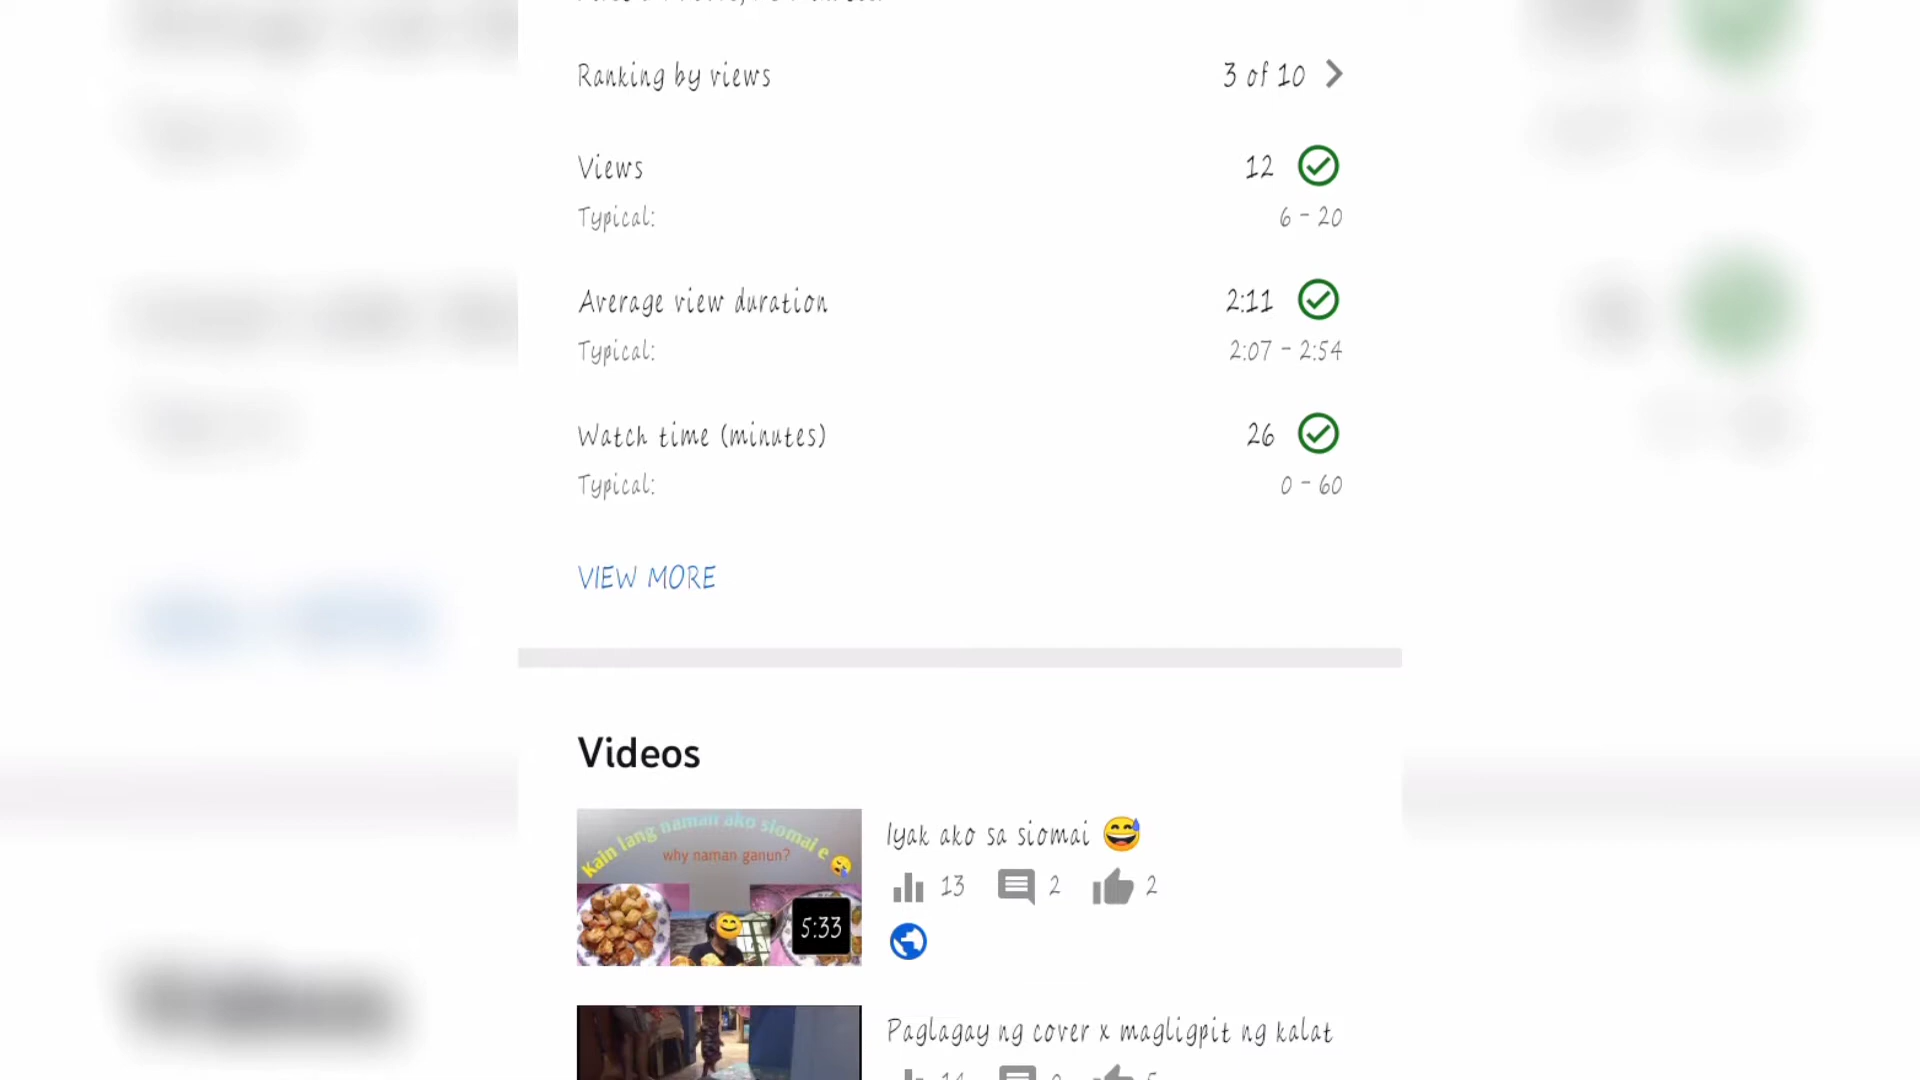 Ranking by views 3 of 10
Views 12
Typical: 6 - 20
Average view duration 2:11
Typical: 2:07 - 2:54
Watch time (minutes) 26
Typical: 0 - 60
VIEW MORE
Videos
Kain lang naman ako siomai e
why naman ganun?
5:33
Iyak ako sa siomai 😅
13 2 2
Paglagay ng cover x magligpit ng kalat